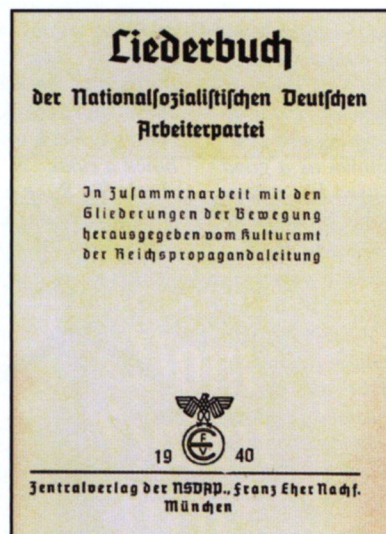 Liederbuch
der Nationalsozialistischen Deutschen
Arbeiterpartei
In Zusammenarbeit mit den
Gliederungen der Bewegung
herausgegeben vom Kulturamt
der Reichspropagandaleitung
19 40
Zentralverlag der NSDAP., Franz Eher Nachf.
München